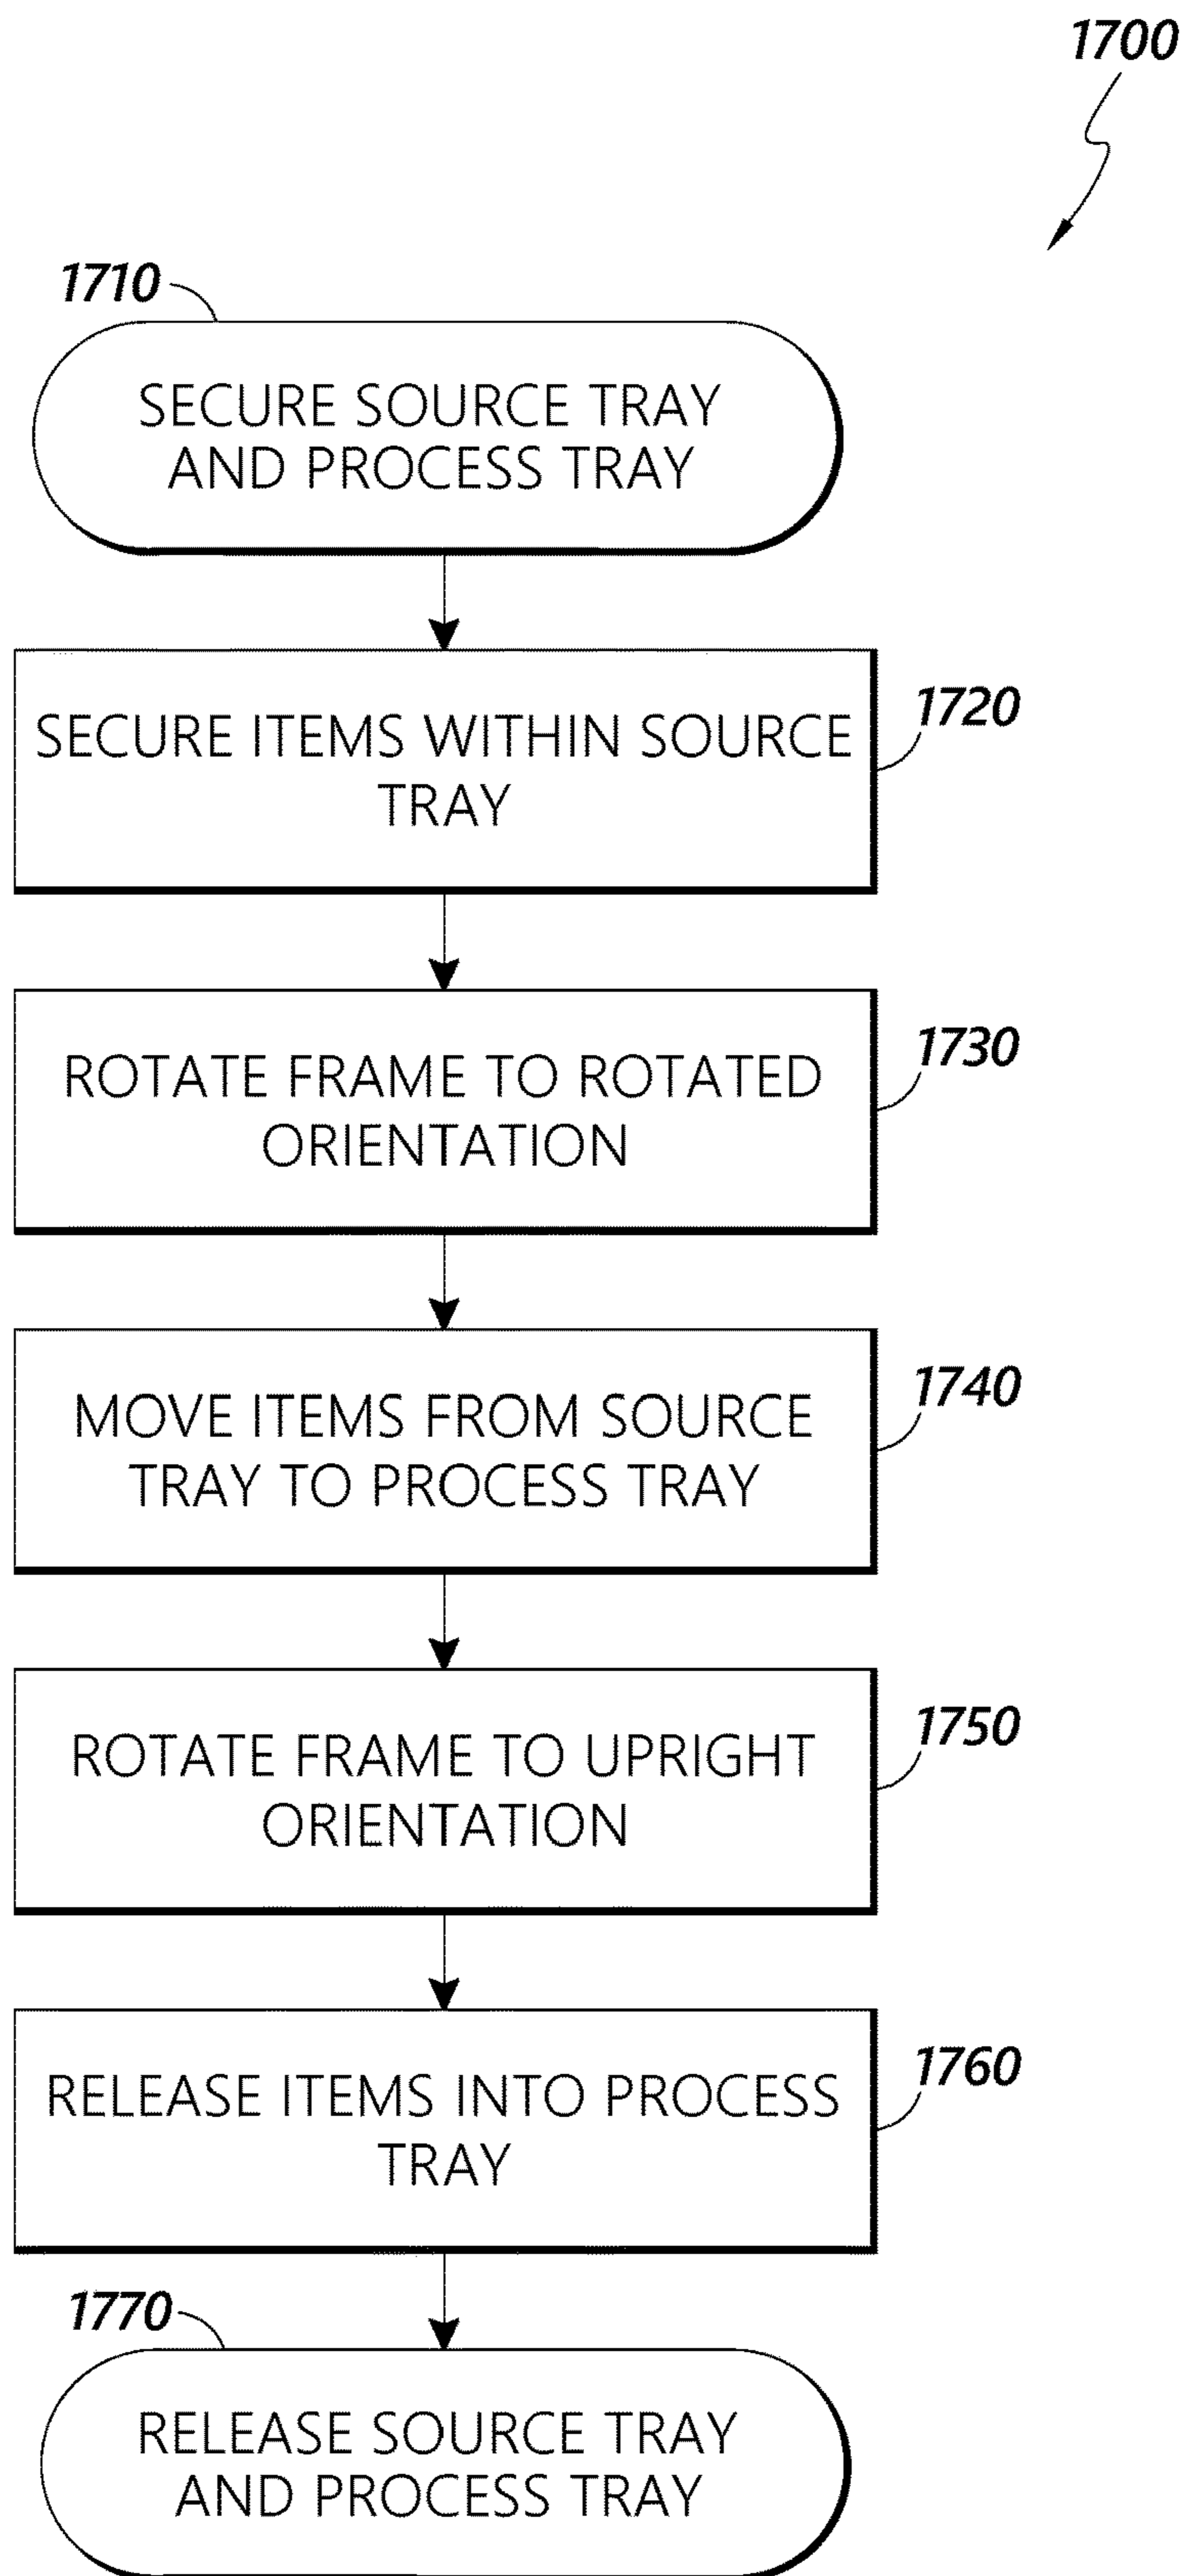 1700
1710
SECURE SOURCE TRAY
AND PROCESS TRAY
SECURE ITEMS WITHIN SOURCE
TRAY
1720
ROTATE FRAME TO ROTATED
ORIENTATION
1730
MOVE ITEMS FROM SOURCE
TRAY TO PROCESS TRAY
1740
ROTATE FRAME TO UPRIGHT
ORIENTATION
1750
RELEASE ITEMS INTO PROCESS
TRAY
1760
1770
RELEASE SOURCE TRAY
AND PROCESS TRAY